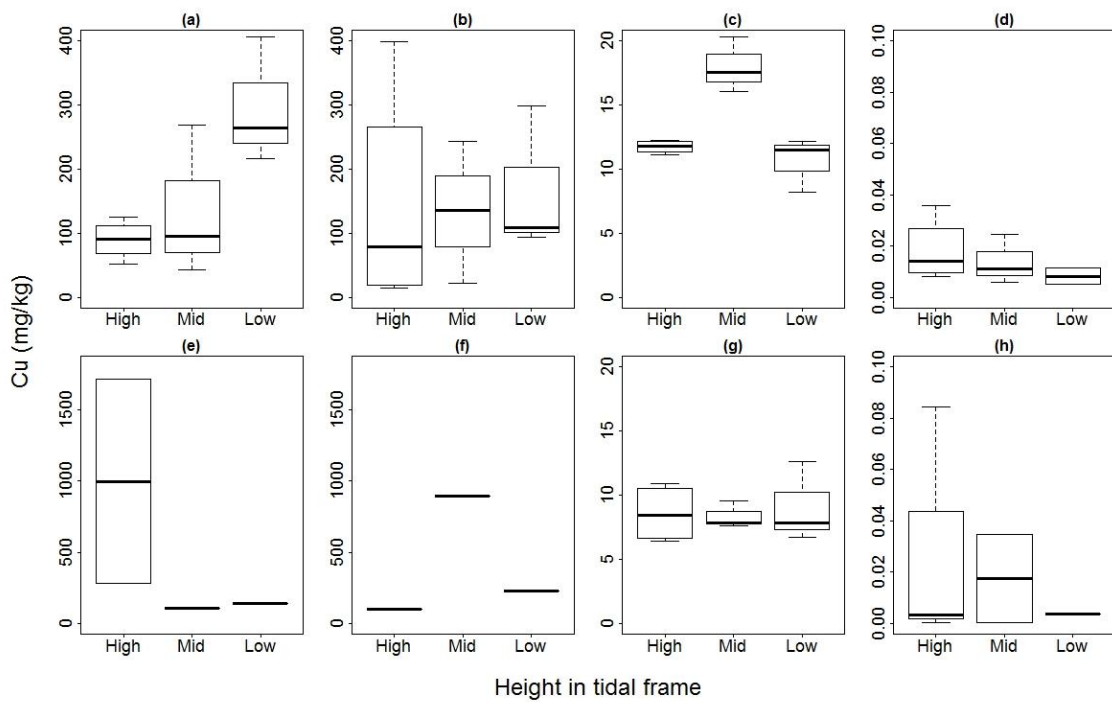 (a) (b) (c) (d)
400 400 20 0.10
300 300 15 0.08
200 200 10 0.06
100 100 5 0.04
0 0 0 0.02
0.00
High Mid Low High Mid Low High Mid Low High Mid Low
Cu (mg/kg)
(e) (f) (g) (h)
1500 1500 20 0.10
1000 1000 15 0.08
500 500 10 0.06
0 0 5 0.04
0 0.02
0.00
High Mid Low High Mid Low High Mid Low High Mid Low
Height in tidal frame